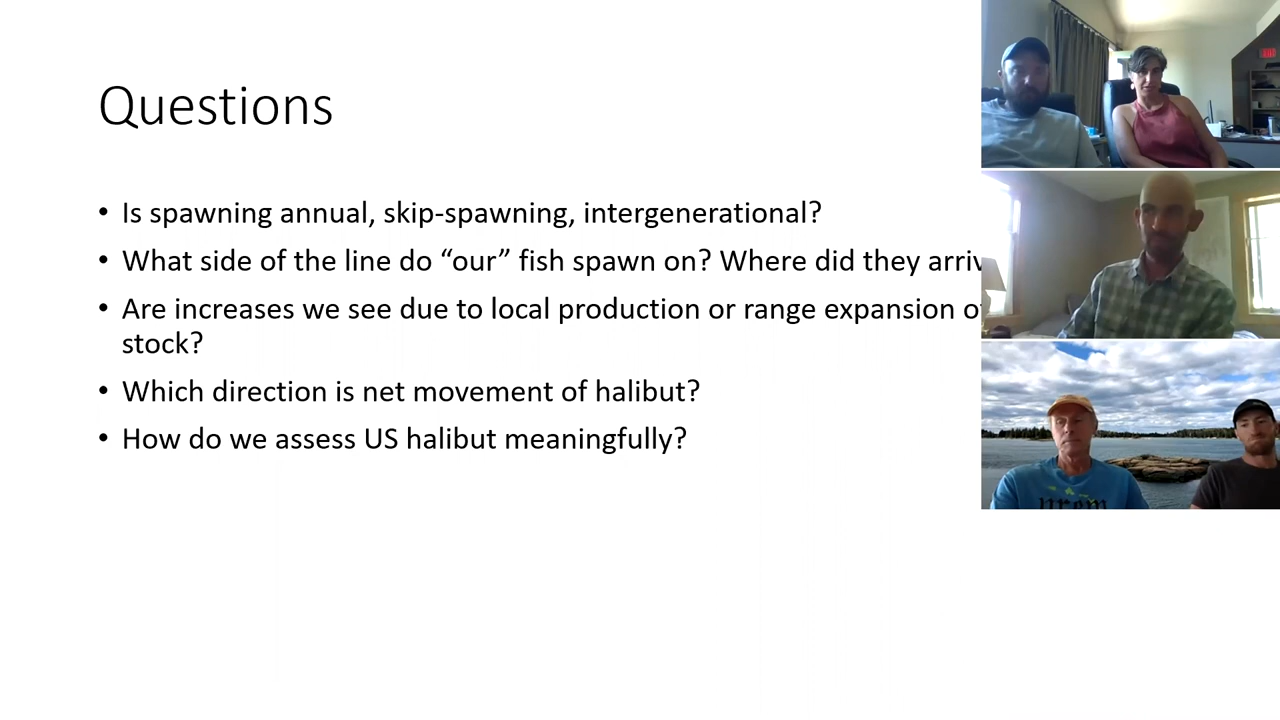 Questions
• Is spawning annual, skip-spawning, intergenerational?
• What side of the line do “our” fish spawn on? Where did they
• Are increases we see due to local production or range expansion
stock?
• Which direction is net movement of halibut?
• How do we assess US halibut meaningfully?